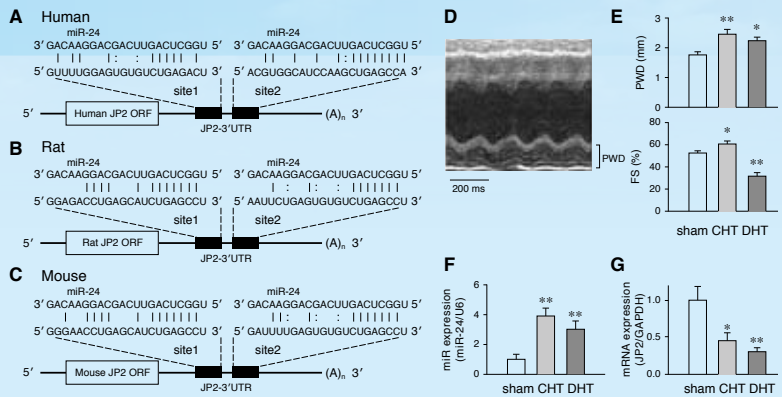 A Human
miR-24
3′ GACAAGGACGACUUGACUCGGU 5′
GUUUUGGAGUGUGUCUGAGACU 3′
site1
3′ GACAAGGACGACUUGACUCGGU 5′
5′ ACGUGGCAUCCAAGCUGAGCCA 3′
site2
5′ Human JP2 ORF (A)n 3′
JP2-3′UTR
B Rat
miR-24
3′ GACAAGGACGACUUGACUCGGU 5′
5′ GGAGACCUGAGCAUCUGAGCCU 3′
site1
miR-24
3′ GACAAGGACGACUUGACUCGGU 5′
5′ AAUUCUGAGUGUGUCUGAGCCU 3′
site2
5′ Rat JP2 ORF (A)n 3′
JP2-3′UTR
C Mouse
miR-24
3′ GACAAGGACGACUUGACUCGGU 5′
5′ GGGAACCUGAGCAUCUGAGCCU 3′
site1
miR-24
3′ GACAAGGACGACUUGACUCGGU 5′
5′ GAUUUUGAGUGUGUCUGAGCCU 3′
site2
5′ Mouse JP2 ORF (A)n 3′
JP2-3′UTR
D
PWD
200 ms
E
PWD (mm)
3
2
1
0
** *
FS (%)
80
60
40
20
0
* **
sham CHT DHT
F
miR expression
(miR-24/U6)
6
4
2
0
** **
sham CHT DHT
G
mRNA expression
(JP2/GAPDH)
1.0
0.5
0.0
* **
sham CHT DHT